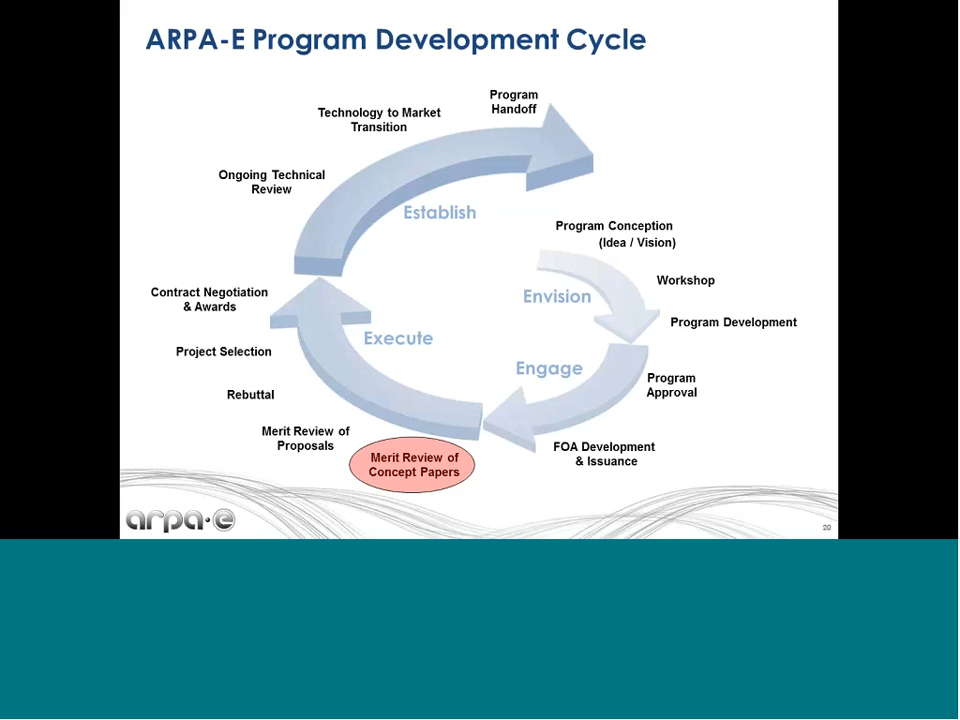 ARPA-E Program Development Cycle
Program
Handoff
Technology to Market
Transition
Ongoing Technical
Review
Establish
Program Conception
(Idea / Vision)
Workshop
Envision
Program Development
Contract Negotiation
& Awards
Execute
Project Selection
Engage
Program
Approval
Rebuttal
Merit Review of
Proposals
FOA Development
& Issuance
Merit Review of
Concept Papers
arpa·e
20